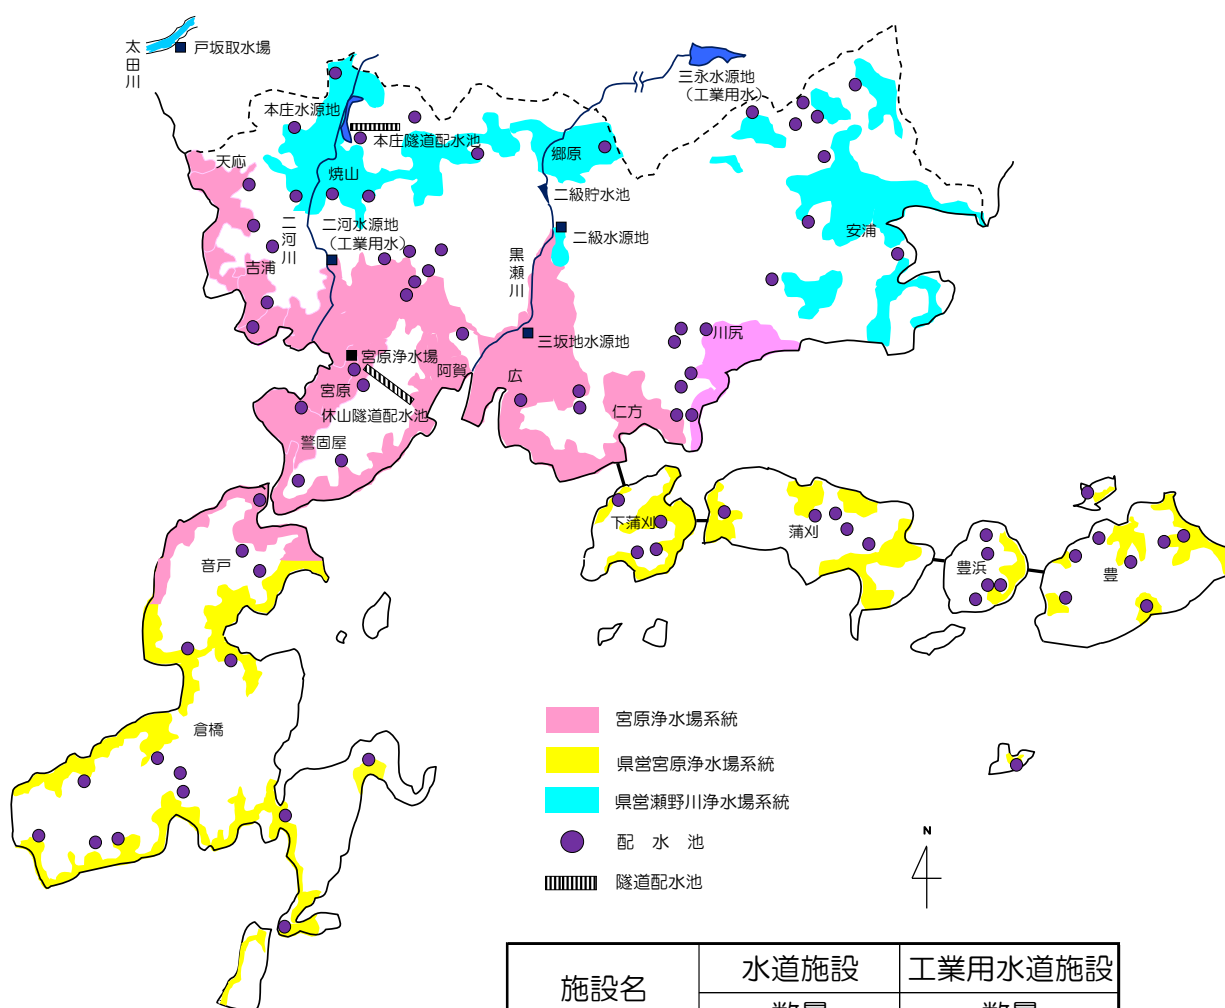 太田川
戸坂取水場
三永水源地
（工業用水）
本庄水源地
本庄隧道配水池
天応
焼山
郷原
二級貯水池
二河川
二河水源地
（工業用水）
吉浦
黒瀬川
二級水源地
安浦
川尻
三坂地水源地
宮原浄水場
阿賀
広
仁方
宮原
休山隧道配水池
警固屋
下蒲刈
蒲刈
豊浜
豊
音戸
倉橋
宮原浄水場系統
県営宮原浄水場系統
県営瀬野川浄水場系統
配　水　池
隧道配水池
N
施設名
水道施設
工業用水道施設
数量
数量